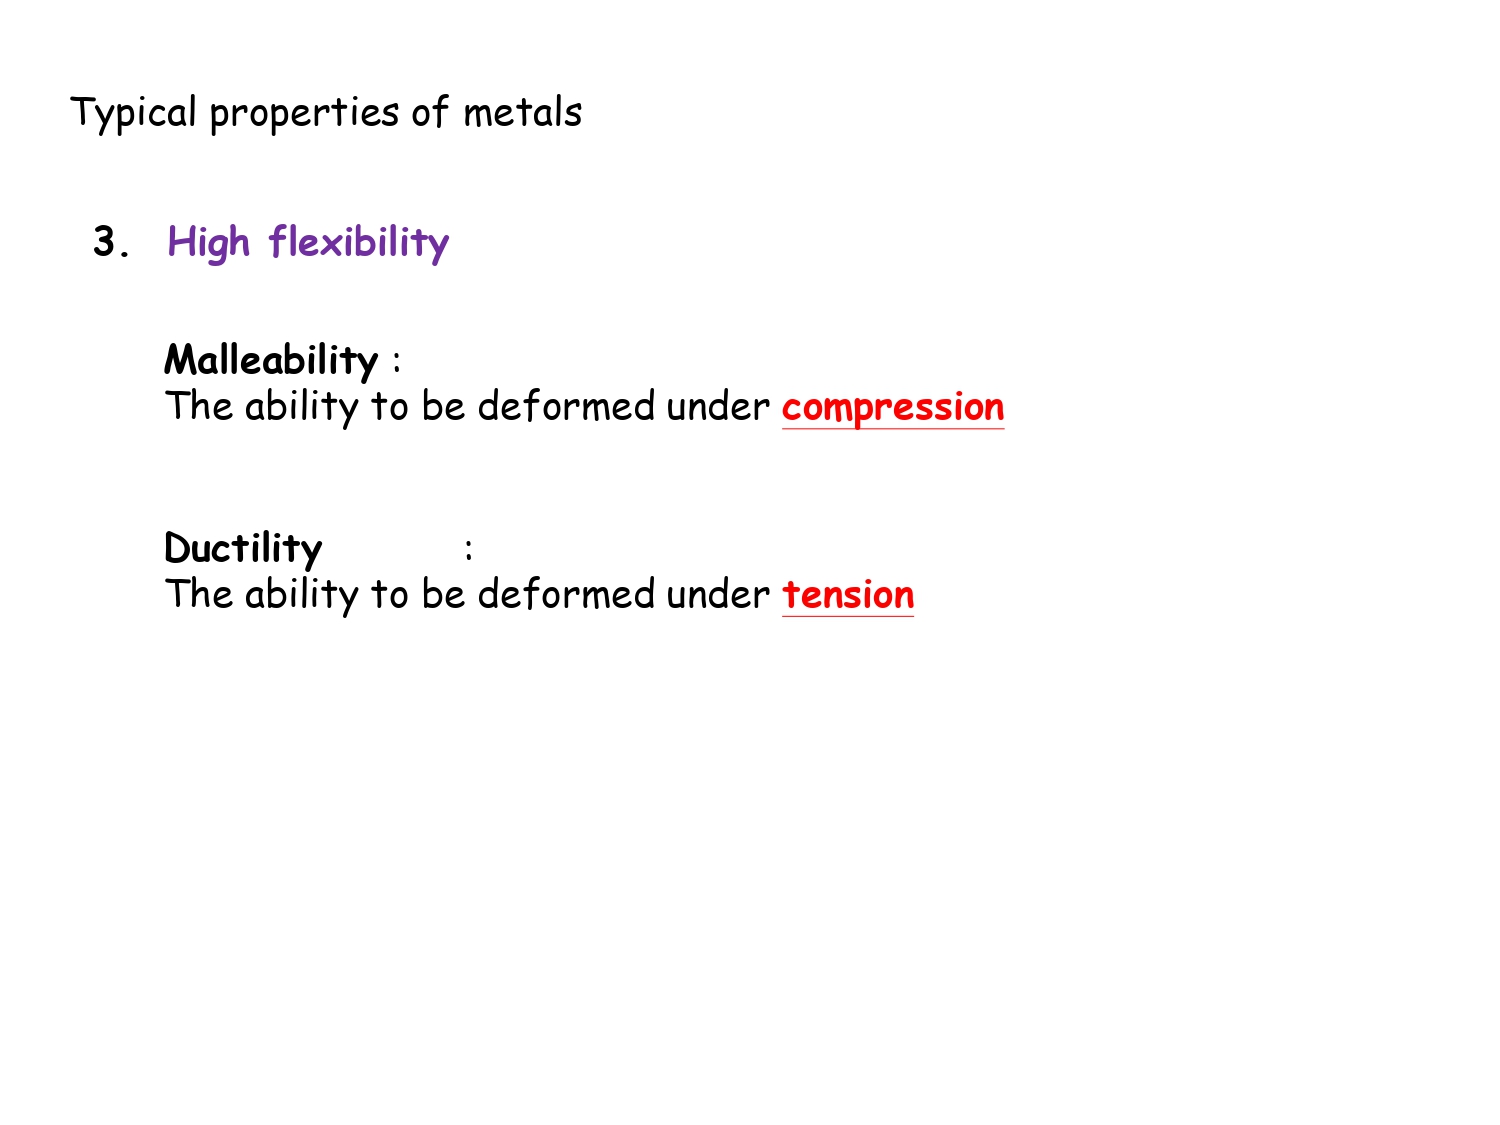 Typical properties of metals
3. High flexibility
Malleability :
The ability to be deformed under compression
Ductility :
The ability to be deformed under tension